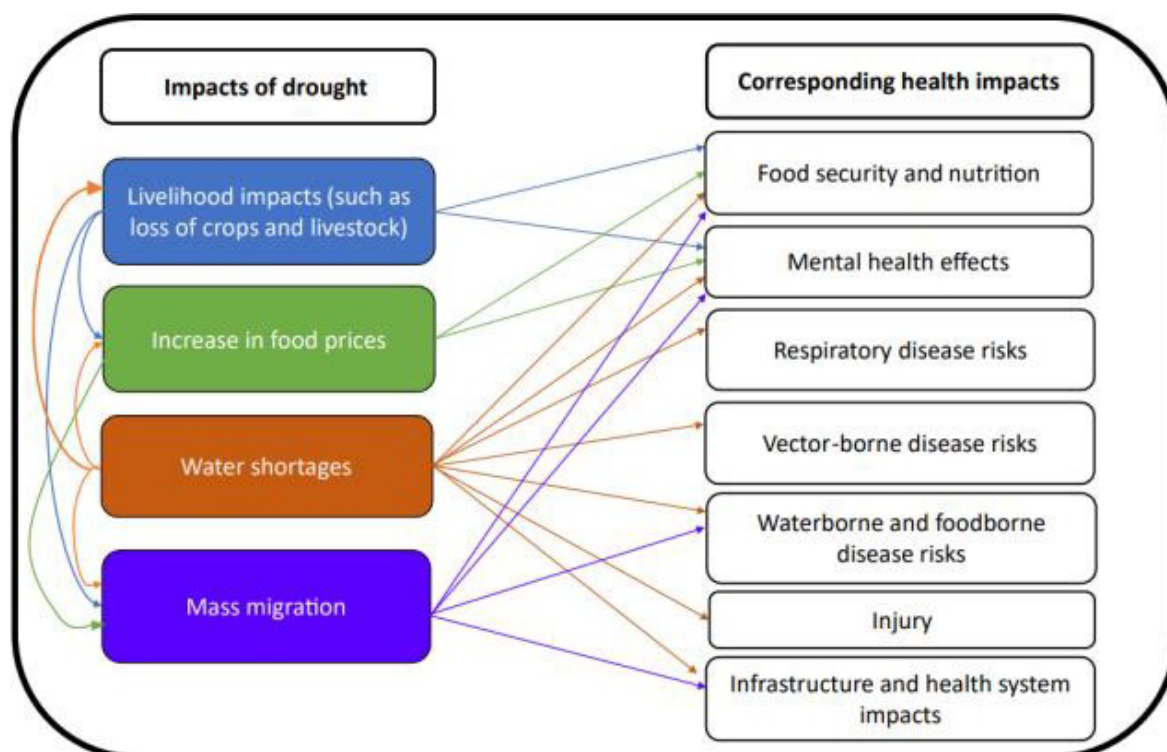 Impacts of drought
Livelihood impacts (such as
loss of crops and livestock)
Increase in food prices
Water shortages
Mass migration
Corresponding health impacts
Food security and nutrition
Mental health effects
Respiratory disease risks
Vector-borne disease risks
Waterborne and foodborne
disease risks
Injury
Infrastructure and health system
impacts